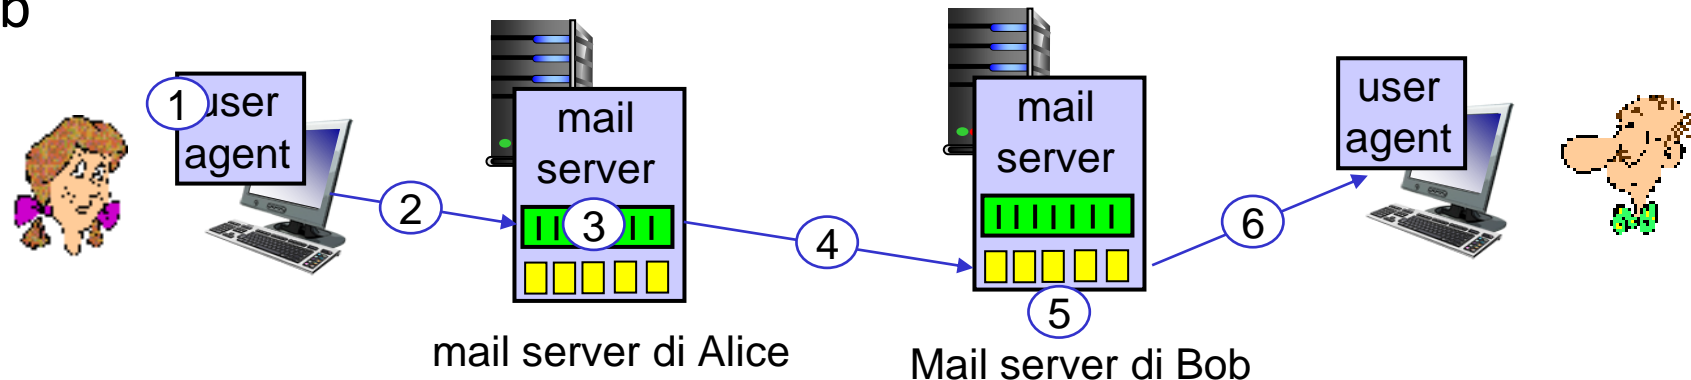 b
1
user
agent
2
mail
server
3
4
mail
server
5
6
user
agent
mail server di Alice
Mail server di Bob